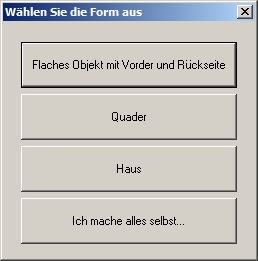 Wählen Sie die Form aus
Flaches Objekt mit Vorder und Rückseite
Quader
Haus
Ich mache alles selbst...